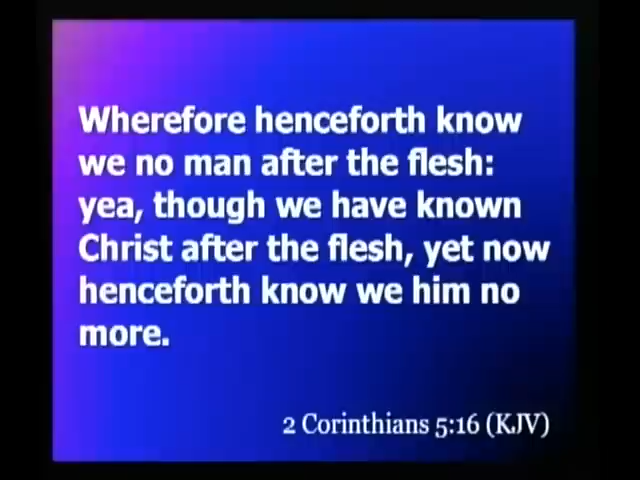 Wherefore henceforth know
we no man after the flesh:
yea, though we have known
Christ after the flesh, yet now
henceforth know we him no
more.
2 Corinthians 5:16 (KJV)